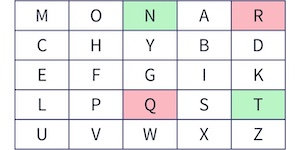 M O N A R
C H Y B D
E F G I K
L P Q S T
U V W X Z